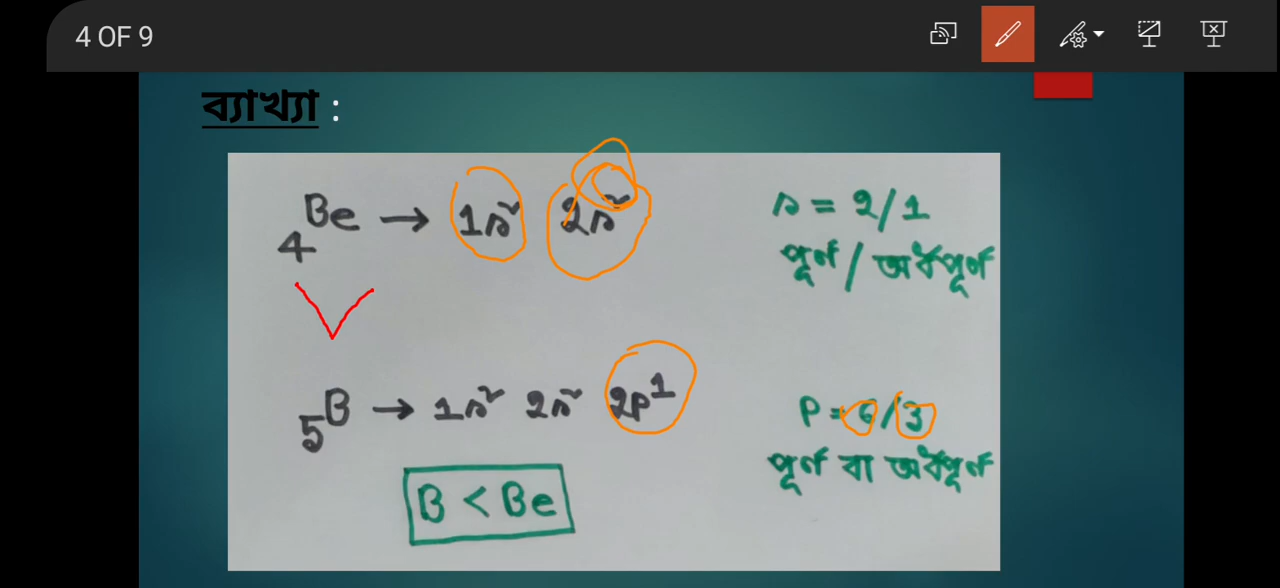 4 OF 9
ব্যাখ্যা :
₄Be → 1s² 2s²
s = 2/1
পূর্ণ / অর্ধপূর্ণ
₅B → 1s² 2s² 2p¹
P = 6/3
পূর্ণ বা অর্ধপূর্ণ
B < Be